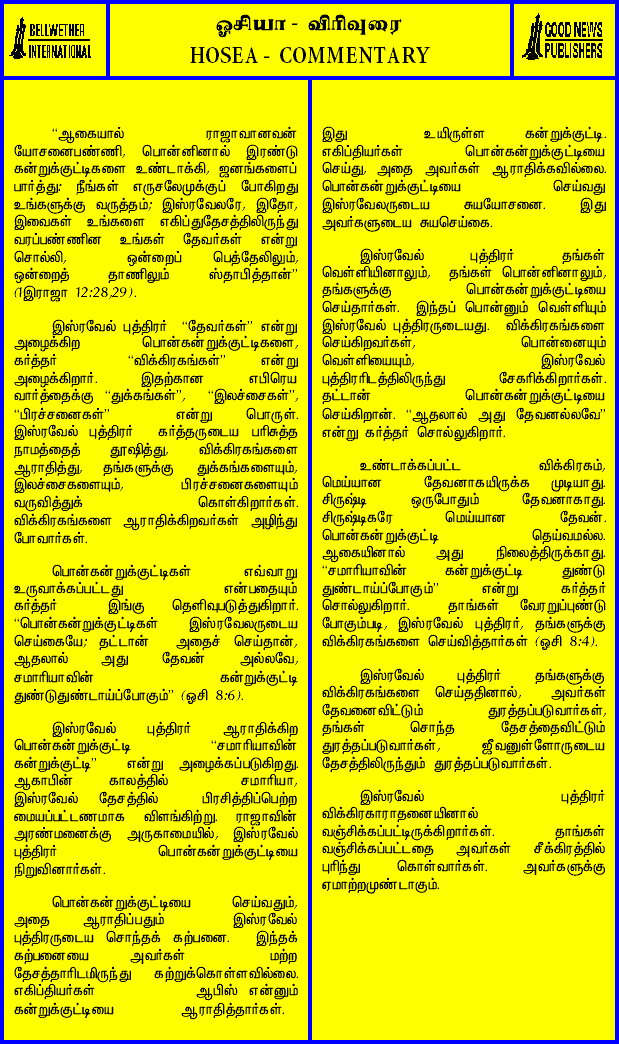 BELLWETHER
INTERNATIONAL
ஓசியா - விரிவுரை
HOSEA - COMMENTARY
GOOD NEWS
PUBLISHERS
“ஆகையால் ராஜாவானவன்
யோசனைபண்ணி, பொன்னினால் இரண்டு
கன்றுக்குட்டிகளை உண்டாக்கி, ஜனங்களைப்
பார்த்து: நீங்கள் எருசலேமுக்குப் போகிறது
உங்களுக்கு வருத்தம்; இஸ்ரவேலரே, இதோ,
இவைகள் உங்களை எகிப்துதேசத்திலிருந்து
வரப்பண்ணின உங்கள் தேவர்கள் என்று
சொல்லி, ஒன்றைப் பெத்தேலிலும்,
ஒன்றைத் தாணிலும் ஸ்தாபித்தான்”
(1இராஜா 12:28,29).
இஸ்ரவேல் புத்திரர் “தேவர்கள்” என்று
அழைக்கிற பொன்கன்றுக்குட்டிகளை,
கர்த்தர் “விக்கிரகங்கள்” என்று
அழைக்கிறார். இதற்கான எபிரெய
வார்த்தைக்கு “துக்கங்கள்”, “இலச்சைகள்”,
“பிரச்சனைகள்” என்று பொருள்.
இஸ்ரவேல் புத்திரர் கர்த்தருடைய பரிசுத்த
நாமத்தைத் தூஷித்து, விக்கிரகங்களை
ஆராதித்து, தங்களுக்கு துக்கங்களையும்,
இலச்சைகளையும், பிரச்சனைகளையும்
வருவித்துக் கொள்கிறார்கள்.
விக்கிரகங்களை ஆராதிக்கிறவர்கள் அழிந்து
போவார்கள்.
பொன்கன்றுக்குட்டிகள் எவ்வாறு
உருவாக்கப்பட்டது என்பதையும்
கர்த்தர் இங்கு தெளிவுபடுத்துகிறார்.
“பொன்கன்றுக்குட்டிகள் இஸ்ரவேலருடைய
செய்கையே; தட்டான் அதைச் செய்தான்,
ஆதலால் அது தேவன் அல்லவே,
சமாரியாவின் கன்றுக்குட்டி
துண்டுதுண்டாய்ப்போகும்” (ஓசி 8:6).
இஸ்ரவேல் புத்திரர் ஆராதிக்கிற
பொன்கன்றுக்குட்டி “சமாரியாவின்
கன்றுக்குட்டி” என்று அழைக்கப்படுகிறது.
ஆகாபின் காலத்தில் சமாரியா,
இஸ்ரவேல் தேசத்தில் பிரசித்திப்பெற்ற
மையப்பட்டணமாக விளங்கிற்று. ராஜாவின்
அரண்மனைக்கு அருகாமையில், இஸ்ரவேல்
புத்திரர் பொன்கன்றுக்குட்டியை
நிறுவினார்கள்.
பொன்கன்றுக்குட்டியை செய்வதும்,
அதை ஆராதிப்பதும் இஸ்ரவேல்
புத்திரருடைய சொந்தக் கற்பனை. இந்தக்
கற்பனையை அவர்கள் மற்ற
தேசத்தாரிடமிருந்து கற்றுக்கொள்ளவில்லை.
எகிப்தியர்கள் ஆபிஸ் என்னும்
கன்றுக்குட்டியை ஆராதித்தார்கள்.
இது உயிருள்ள கன்றுக்குட்டி.
எகிப்தியர்கள் பொன்கன்றுக்குட்டியை
செய்து, அதை அவர்கள் ஆராதிக்கவில்லை.
பொன்கன்றுக்குட்டியை செய்வது
இஸ்ரவேலருடைய சுயயோசனை. இது
அவர்களுடைய சுயசெய்கை.
இஸ்ரவேல் புத்திரர் தங்கள்
வெள்ளியினாலும், தங்கள் பொன்னினாலும்,
தங்களுக்கு பொன்கன்றுக்குட்டியை
செய்தார்கள். இந்தப் பொன்னும் வெள்ளியும்
இஸ்ரவேல் புத்திரருடையது. விக்கிரகங்களை
செய்கிறவர்கள், பொன்னையும்
வெள்ளியையும், இஸ்ரவேல்
புத்திரரிடத்திலிருந்து சேகரிக்கிறார்கள்.
தட்டான் பொன்கன்றுக்குட்டியை
செய்கிறான். “ஆதலால் அது தேவனல்லவே”
என்று கர்த்தர் சொல்லுகிறார்.
உண்டாக்கப்பட்ட விக்கிரகம்,
மெய்யான தேவனாகயிருக்க முடியாது.
சிருஷ்டி ஒருபோதும் தேவனாகாது.
சிருஷ்டிகரே மெய்யான தேவன்.
பொன்கன்றுக்குட்டி தெய்வமல்ல.
ஆகையினால் அது நிலைத்திருக்காது.
“சமாரியாவின் கன்றுக்குட்டி துண்டு
துண்டாய்ப்போகும்” என்று கர்த்தர்
சொல்லுகிறார். தாங்கள் வேரறுப்புண்டு
போகும்படி, இஸ்ரவேல் புத்திரர், தங்களுக்கு
விக்கிரகங்களை செய்வித்தார்கள் (ஓசி 8:4).
இஸ்ரவேல் புத்திரர் தங்களுக்கு
விக்கிரகங்களை செய்ததினால், அவர்கள்
தேவனைவிட்டும் துரத்தப்படுவார்கள்,
தங்கள் சொந்த தேசத்தைவிட்டும்
துரத்தப்படுவார்கள், ஜீவனுள்ளோருடைய
தேசத்திலிருந்தும் துரத்தப்படுவார்கள்.
இஸ்ரவேல் புத்திரர்
விக்கிரகாராதனையினால்
வஞ்சிக்கப்பட்டிருக்கிறார்கள். தாங்கள்
வஞ்சிக்கப்பட்டதை அவர்கள் சீக்கிரத்தில்
புரிந்து கொள்வார்கள். அவர்களுக்கு
ஏமாற்றமுண்டாகும்.